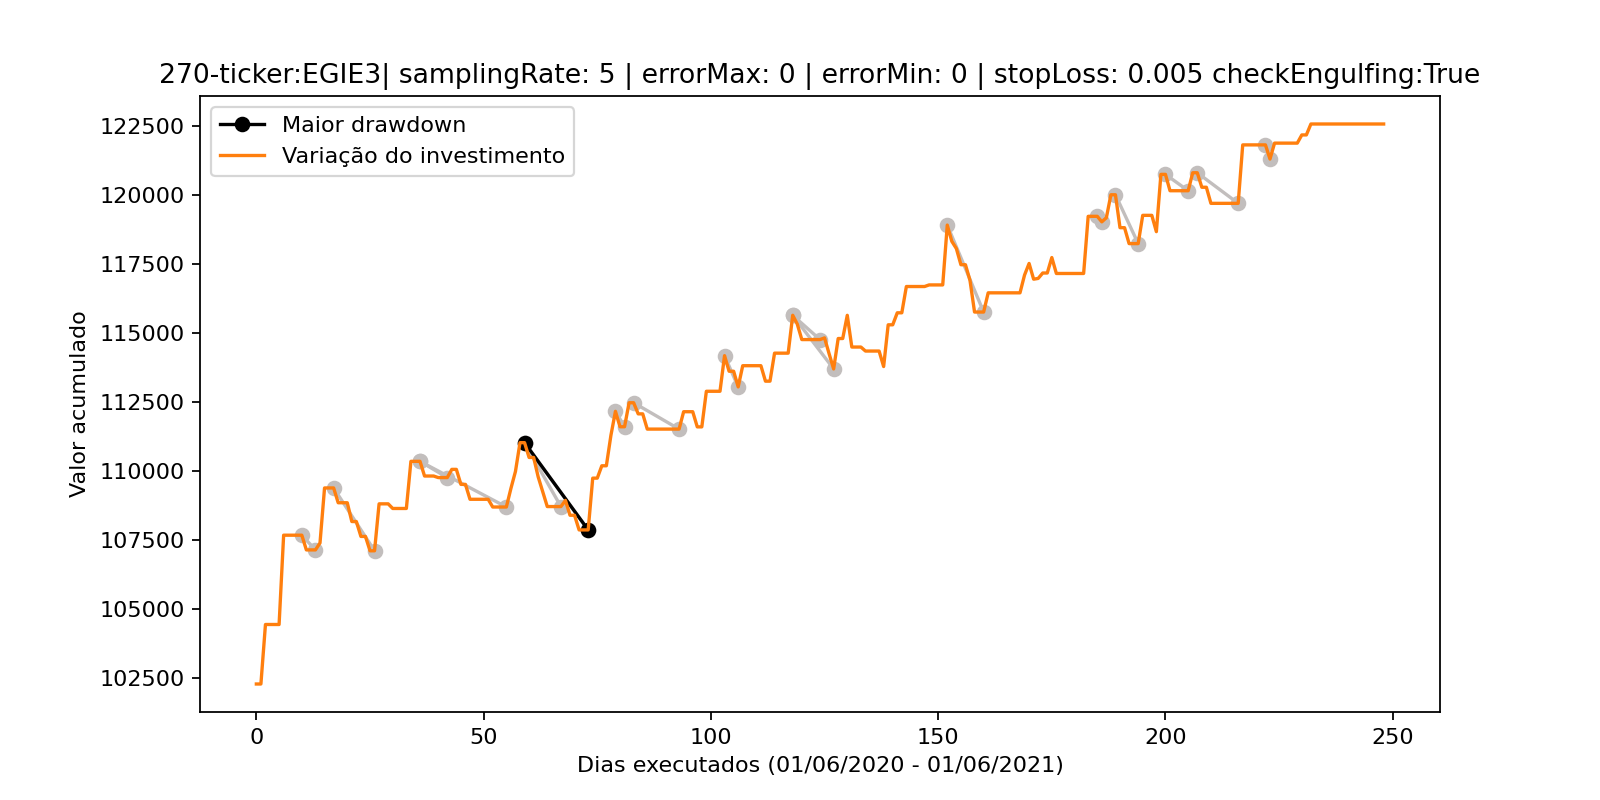 270-ticker:EGIE3| samplingRate: 5 | errorMax: 0 | errorMin: 0 | stopLoss: 0.005 checkEngulfing:True
Maior drawdown
Variação do investimento
Valor acumulado
122500
120000
117500
115000
112500
110000
107500
105000
102500
0 50 100 150 200 250
Dias executados (01/06/2020 - 01/06/2021)